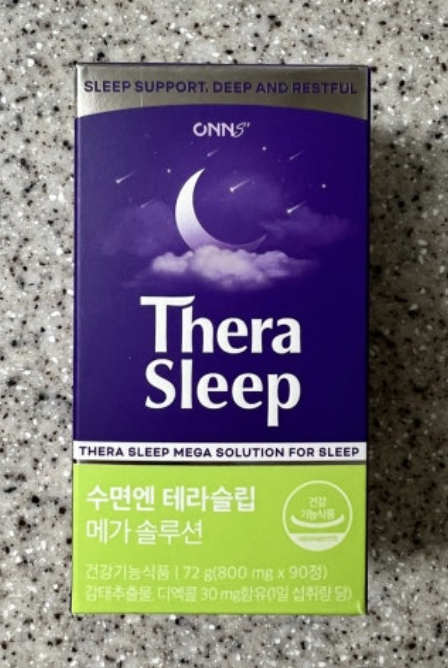 SLEEP SUPPORT, DEEP AND RESTFUL
ONNS
Thera
Sleep
THERA SLEEP MEGA SOLUTION FOR SLEEP
수면엔 테라슬립
메가 솔루션
건강
기능식품
건강기능식품 | 72 g(800 mg x 90정)
감태추출물, 디엑콜 30 mg함유(1일 섭취량 당)